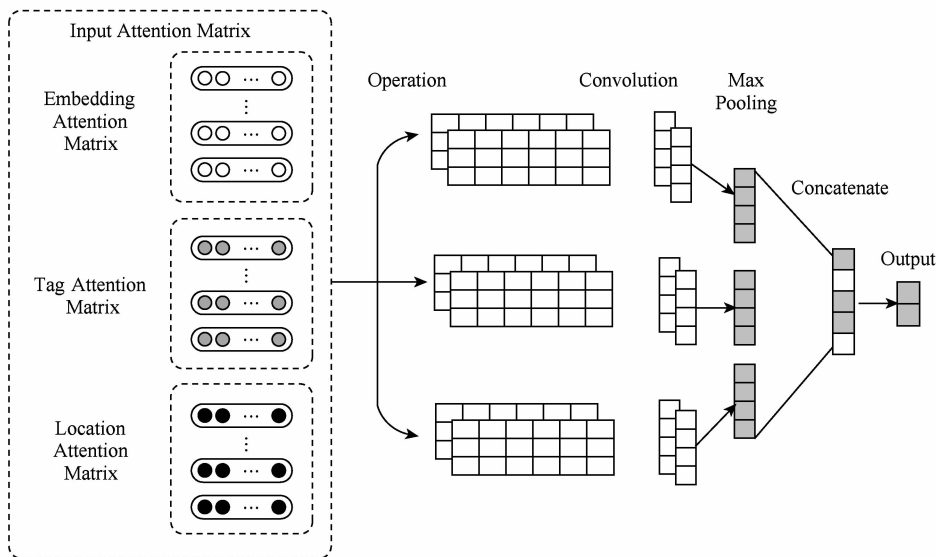 Input Attention Matrix
Embedding
Attention
Matrix
Tag Attention
Matrix
Location
Attention
Matrix
Operation
Convolution
Max
Pooling
Concatenate
Output